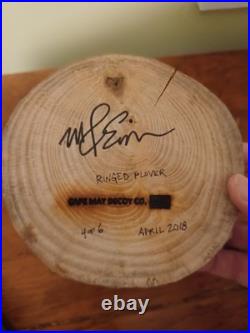 RINGED PLOVER
CAPE MAY DECOY CO.
4 OF 6
APRIL 2018